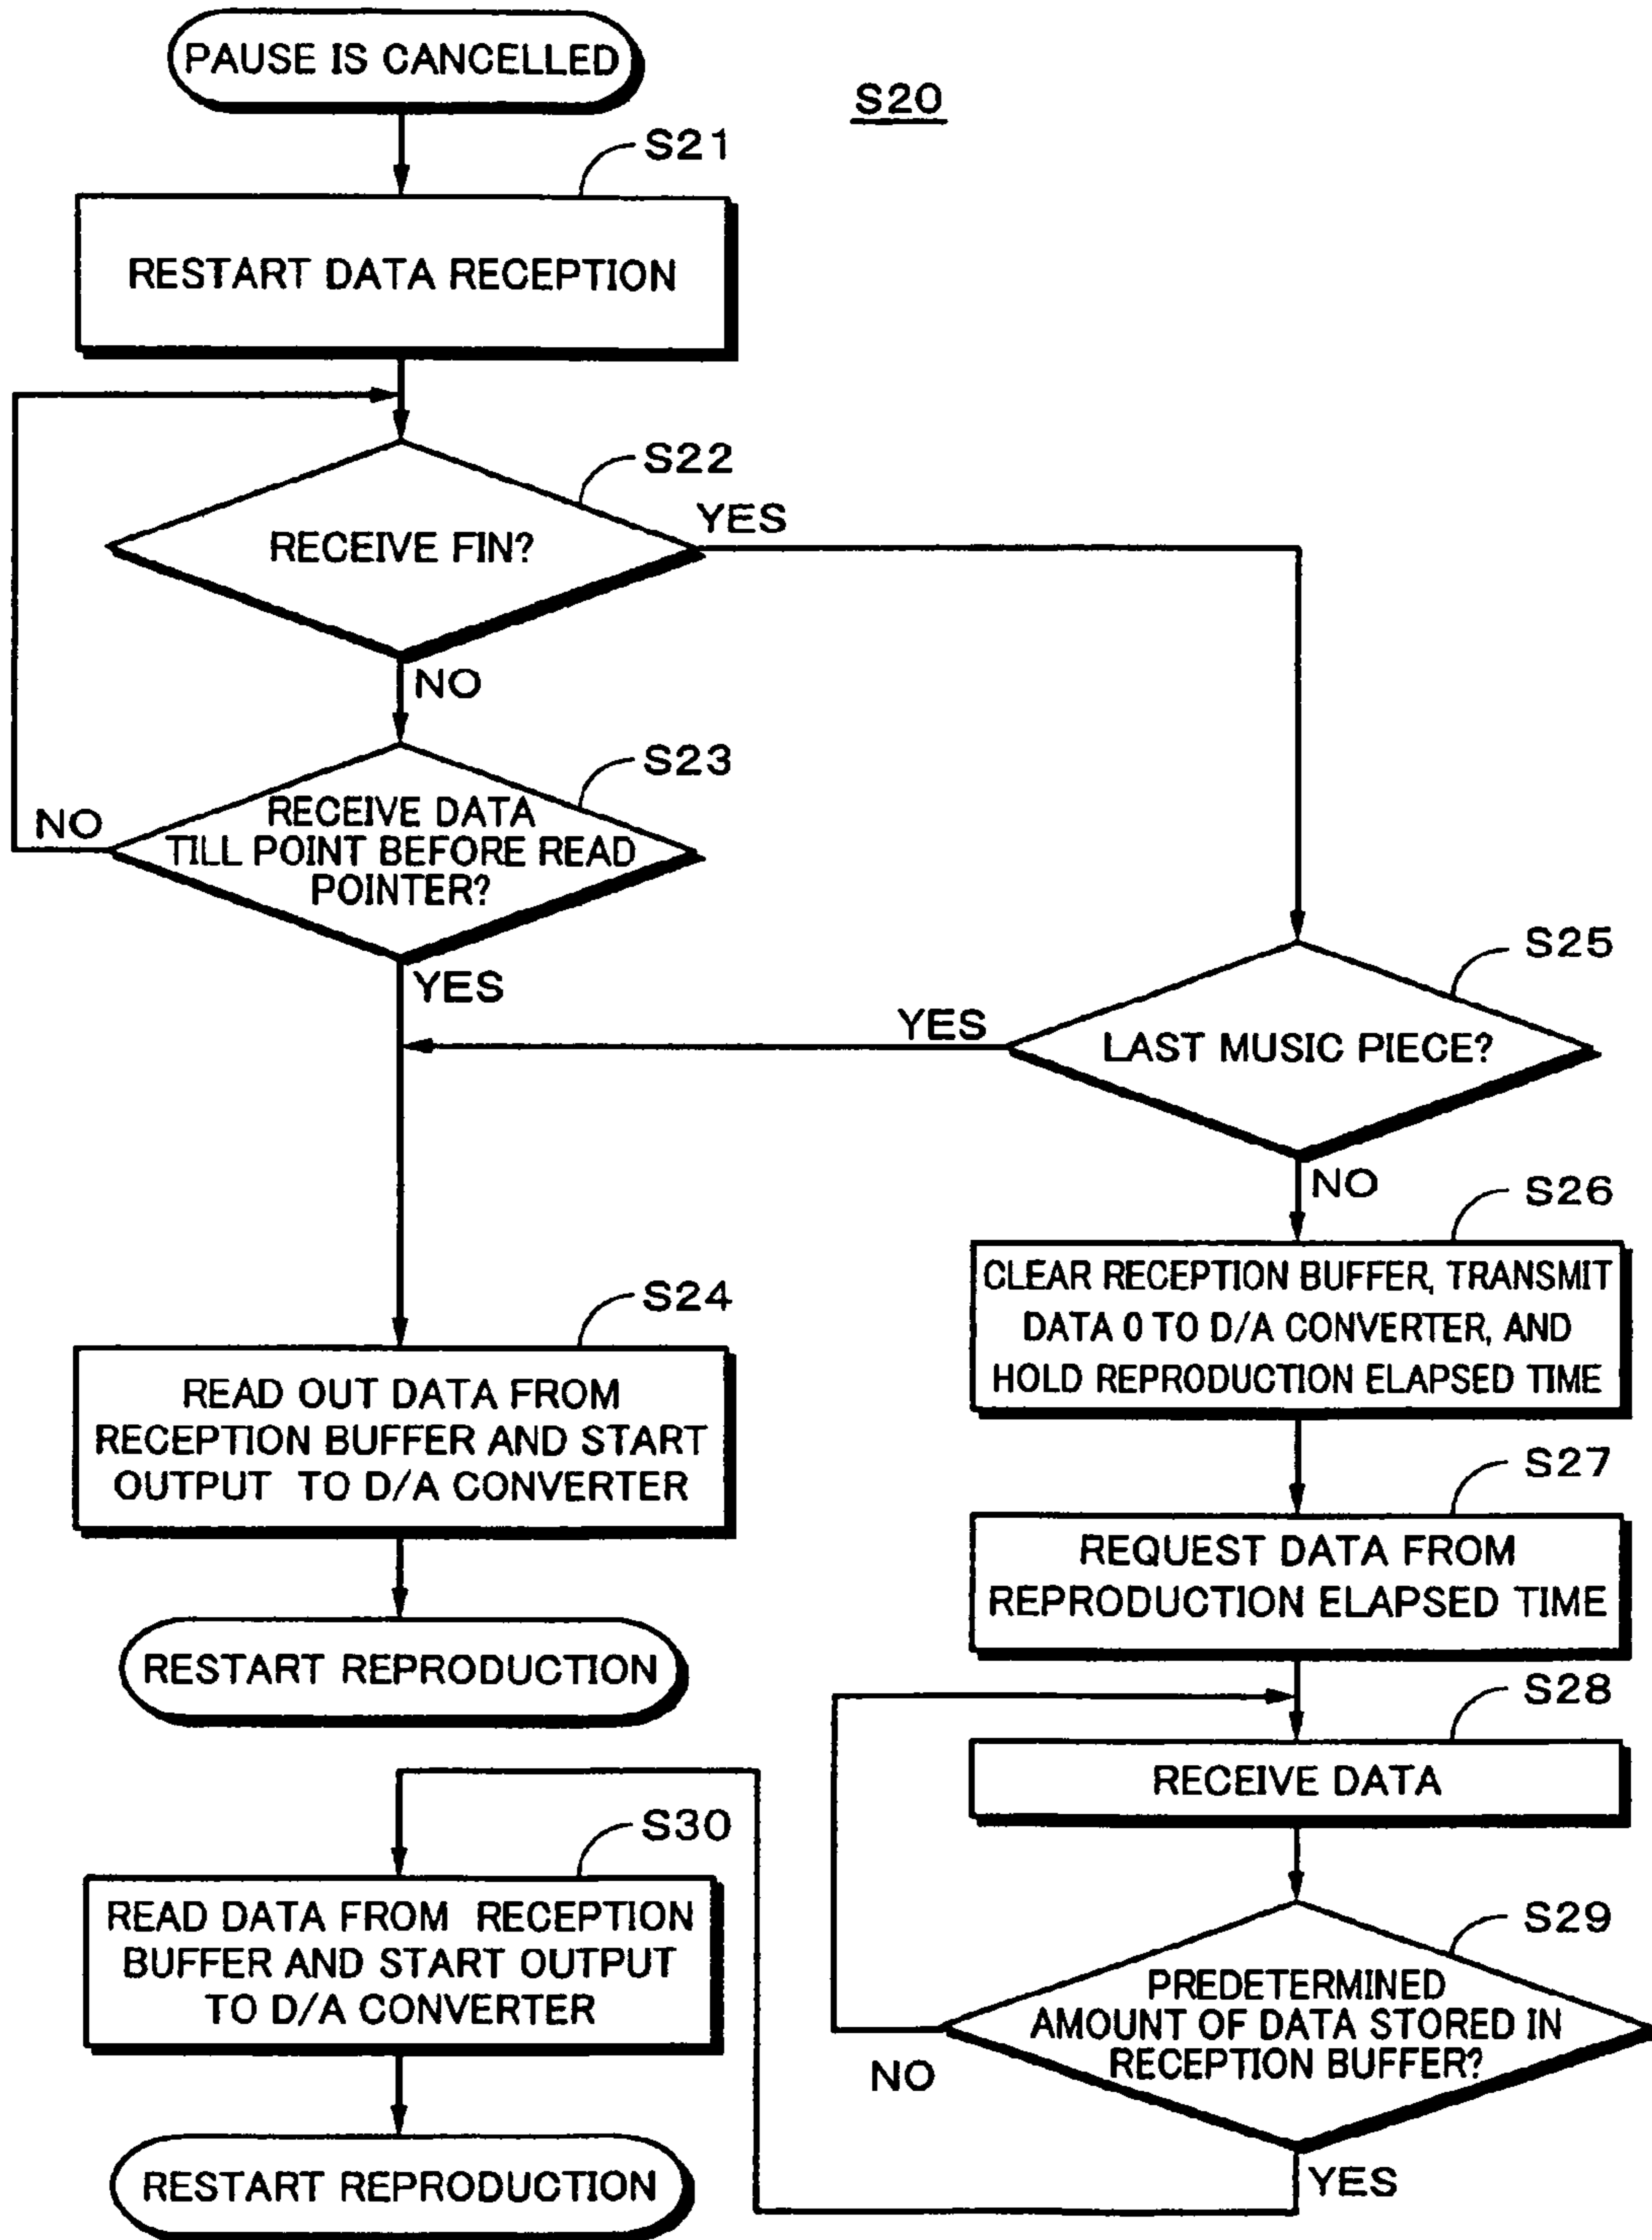 PAUSE IS CANCELLED
S20
S21
RESTART DATA RECEPTION
S22
RECEIVE FIN?
YES
NO
S23
RECEIVE DATA
TILL POINT BEFORE READ
POINTER?
NO
YES
S25
LAST MUSIC PIECE?
YES
NO
S26
CLEAR RECEPTION BUFFER, TRANSMIT
DATA 0 TO D/A CONVERTER, AND
HOLD REPRODUCTION ELAPSED TIME
S24
READ OUT DATA FROM
RECEPTION BUFFER AND START
OUTPUT TO D/A CONVERTER
RESTART REPRODUCTION
S27
REQUEST DATA FROM
REPRODUCTION ELAPSED TIME
S28
RECEIVE DATA
S29
PREDETERMINED
AMOUNT OF DATA STORED IN
RECEPTION BUFFER?
NO
YES
S30
READ DATA FROM RECEPTION
BUFFER AND START OUTPUT
TO D/A CONVERTER
RESTART REPRODUCTION